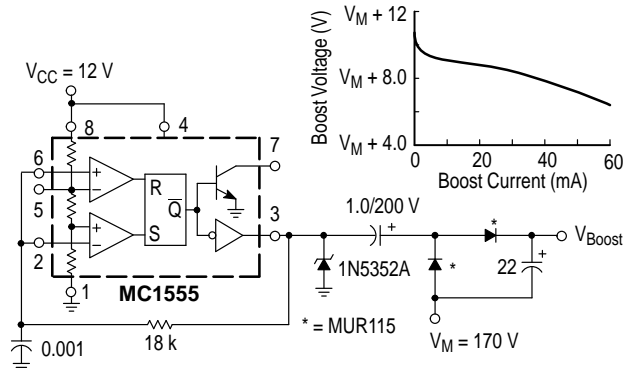 V_CC = 12 V
8
4
6
5
2
1
7
3
+
−
+
−
R
S
Q̅
MC1555
0.001
18 k
1N5352A
1.0/200 V
+
*
*
22
+
V_Boost
* = MUR115
V_M = 170 V
Boost Voltage (V)
V_M + 12
V_M + 8.0
V_M + 4.0
0
20
40
60
Boost Current (mA)